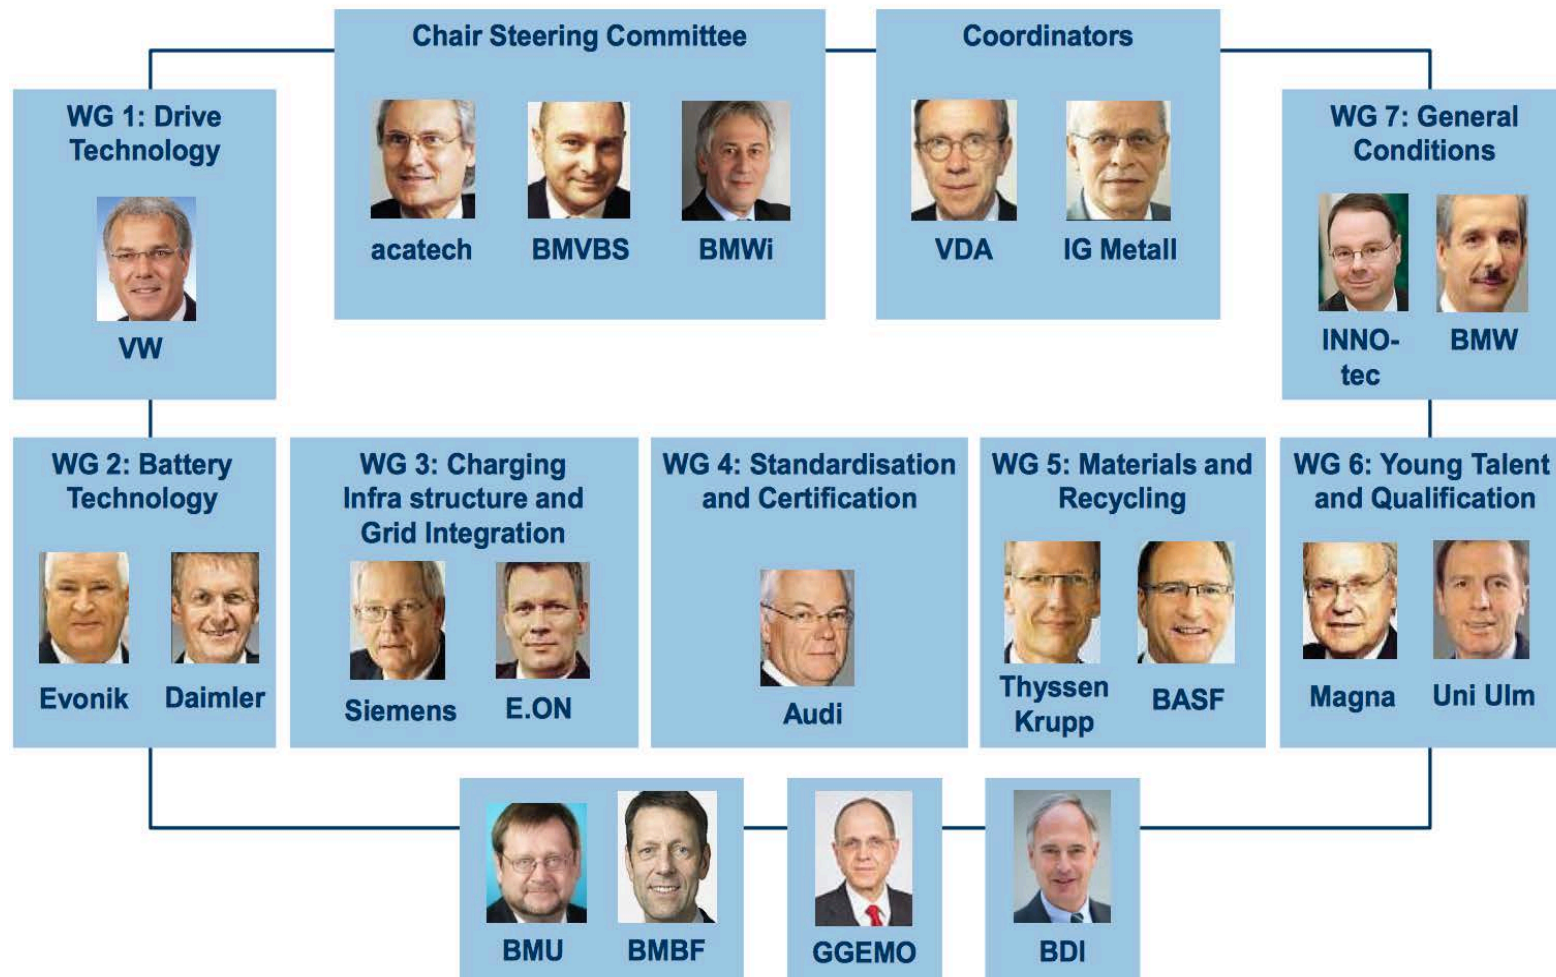 Chair Steering Committee
acatech
BMVBS
BMWi
Coordinators
VDA
IG Metall
WG 1: Drive
Technology
VW
WG 7: General
Conditions
INNO-
tec
BMW
WG 2: Battery
Technology
Evonik
Daimler
WG 3: Charging
Infra structure and
Grid Integration
Siemens
E.ON
WG 4: Standardisation
and Certification
Audi
WG 5: Materials and
Recycling
Thyssen
Krupp
BASF
WG 6: Young Talent
and Qualification
Magna
Uni Ulm
BMU
BMBF
GGEMO
BDI